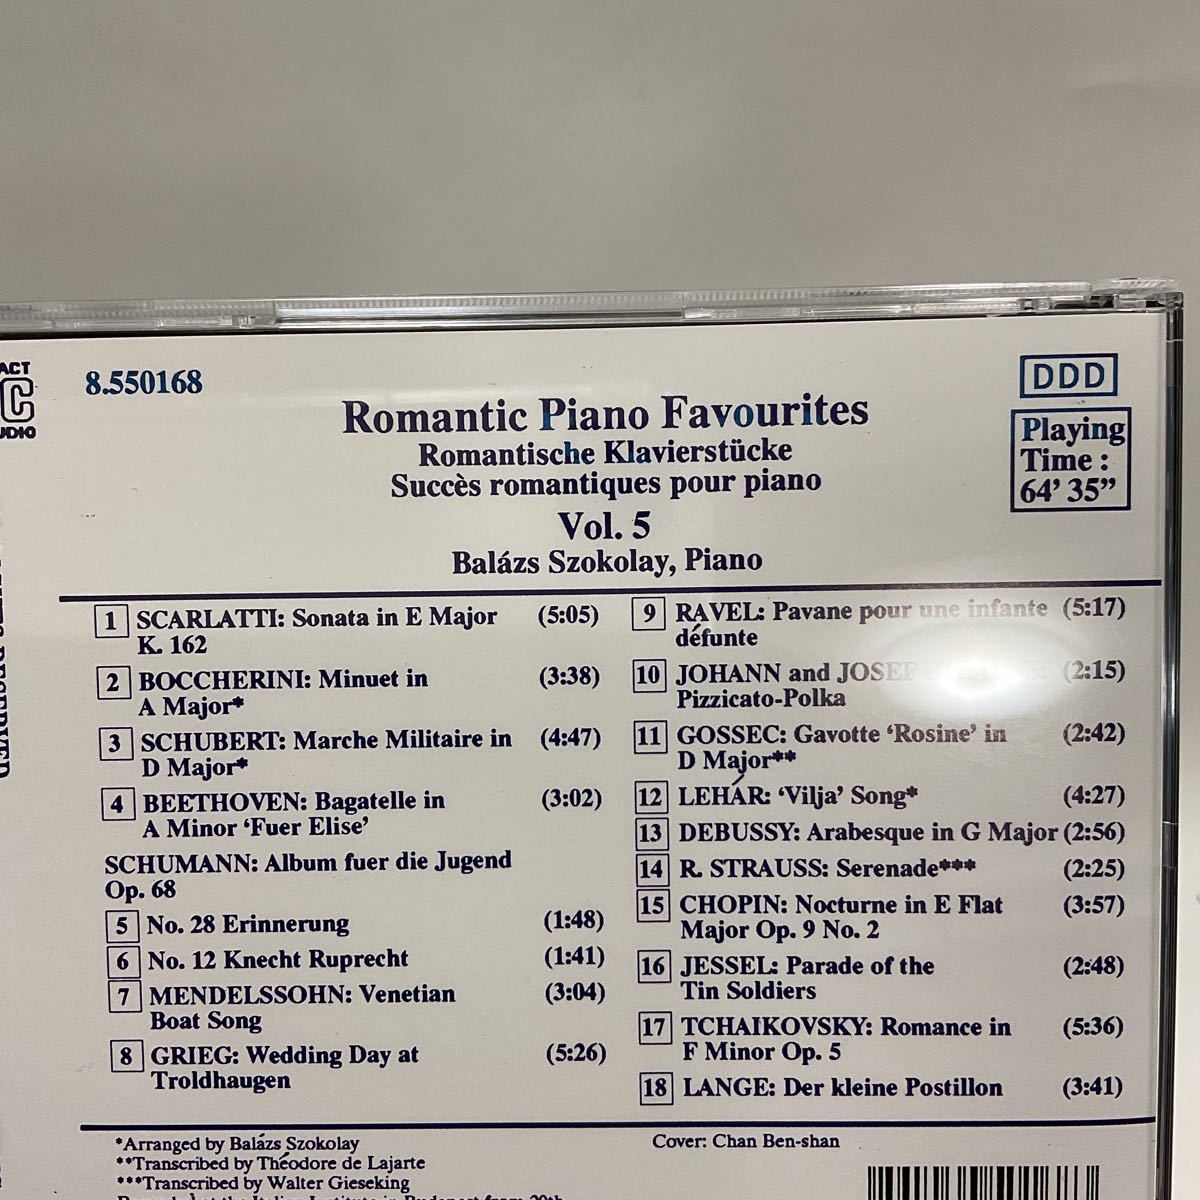 8.550168
DDD
Playing
Time :
64’ 35”
Romantic Piano Favourites
Romantische Klavierstücke
Succès romantiques pour piano
Vol. 5
Balázs Szokolay, Piano
1 SCARLATTI: Sonata in E Major (5:05)
K. 162
2 BOCCHERINI: Minuet in (3:38)
A Major*
3 SCHUBERT: Marche Militaire in (4:47)
D Major*
4 BEETHOVEN: Bagatelle in (3:02)
A Minor ‘Fuer Elise’
SCHUMANN: Album fuer die Jugend
Op. 68
5 No. 28 Erinnerung (1:48)
6 No. 12 Knecht Ruprecht (1:41)
7 MENDELSSOHN: Venetian (3:04)
Boat Song
8 GRIEG: Wedding Day at (5:26)
Troldhaugen
9 RAVEL: Pavane pour une infante (5:17)
défunte
10 JOHANN and JOSEF (2:15)
Pizzicato-Polka
11 GOSSEC: Gavotte ‘Rosine’ in (2:42)
D Major**
12 LEHÁR: ‘Vilja’ Song* (4:27)
13 DEBUSSY: Arabesque in G Major (2:56)
14 R. STRAUSS: Serenade*** (2:25)
15 CHOPIN: Nocturne in E Flat (3:57)
Major Op. 9 No. 2
16 JESSEL: Parade of the (2:48)
Tin Soldiers
17 TCHAIKOVSKY: Romance in (5:36)
F Minor Op. 5
18 LANGE: Der kleine Postillon (3:41)
*Arranged by Balázs Szokolay
**Transcribed by Théodore de Lajarte
***Transcribed by Walter Gieseking
Cover: Chan Ben-shan